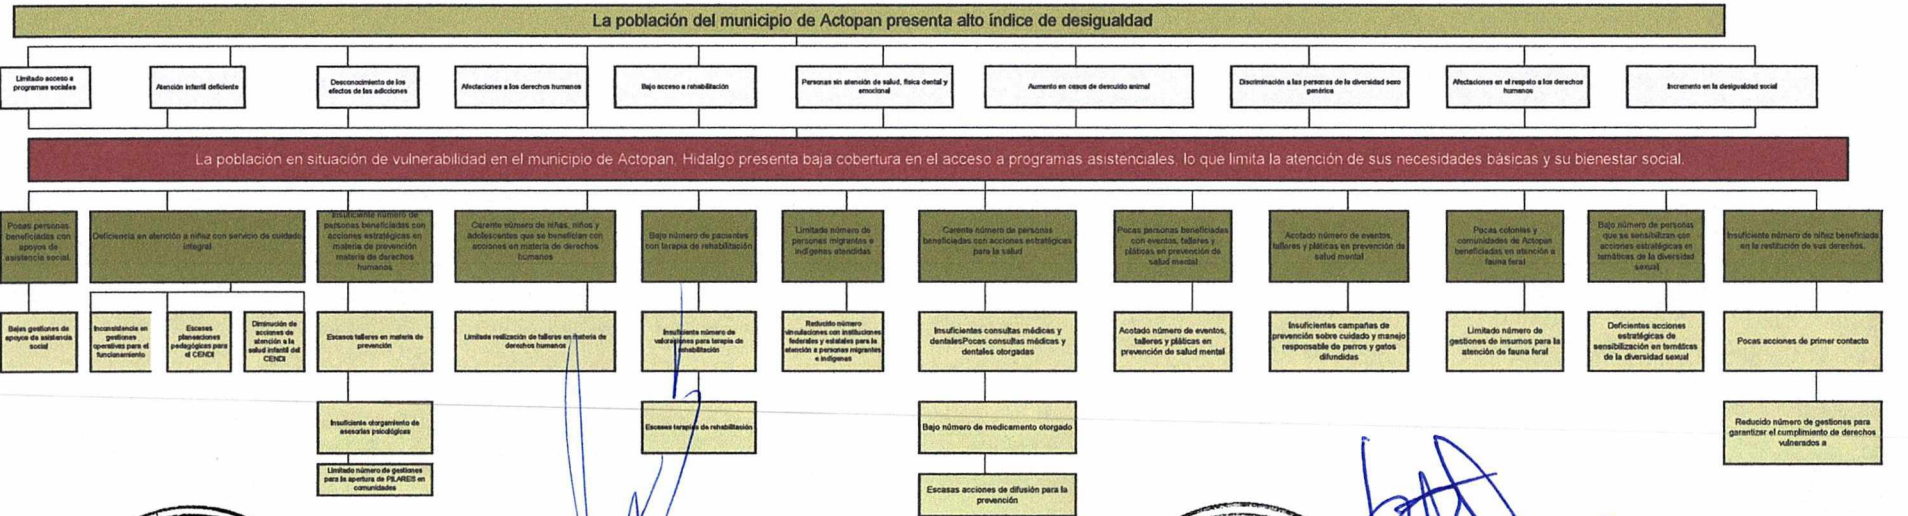 La población del municipio de Actopan presenta alto índice de desigualdad
Limitado acceso a
programas sociales
Atención infantil deficiente
Desconocimiento de los
efectos de las adicciones
Afectaciones a los derechos humanos
Bajo acceso a rehabilitación
Personas sin atención de salud, física dental y
emocional
Aumento en casos de descuido animal
Discriminación a las personas de la diversidad sexo
genérica
Afectaciones en el respeto a los derechos
humanos
Incremento en la desigualdad social
La población en situación de vulnerabilidad en el municipio de Actopan, Hidalgo presenta baja cobertura en el acceso a programas asistenciales, lo que limita la atención de sus necesidades básicas y su bienestar social.
Pocas personas
beneficiadas con
apoyos de
asistencia social.
Deficiencia en atención a niñez con servicio de cuidado
integral
Insuficiente número de
personas beneficiadas con
acciones estratégicas en
materia de prevención
materia de derechos
humanos
Carente número de niñas, niños y
adolescentes que se benefician con
acciones en materia de derechos
humanos
Bajo número de pacientes
con terapia de rehabilitación
Limitado número de
personas migrantes e
indígenas atendidas
Carente número de personas
beneficiadas con acciones estratégicas
para la salud
Pocas personas beneficiadas
con eventos, talleres y
pláticas en prevención de
salud mental
Acotado número de eventos,
talleres y pláticas en prevención de
salud mental
Pocas colonias y
comunidades de Actopan
beneficiadas en atención a
fauna feral
Bajo número de personas
que se sensibilizan con
acciones estratégicas en
temáticas de la diversidad
sexual
Insuficiente número de niñez beneficiada
en la restitución de sus derechos.
Bajas gestiones de
apoyos de asistencia
social
Inconsistencia en
gestiones
operativas para el
funcionamiento
Escases
planeaciones
pedagógicas para
el CENDI
Diminución de
acciones de
atención a la
salud infantil del
CENDI
Escasos talleres en materia de
prevención
Limitada realización de talleres en materia de
derechos humanos
Insuficiente número de
valoraciones para terapia de
rehabilitación
Reducido número
vinculaciones con instituciones
federales y estatales para la
atención a personas migrantes
e indígenas
Insuficientes consultas médicas y
dentalesPocas consultas médicas y
dentales otorgadas
Acotado número de eventos,
talleres y pláticas en
prevención de salud mental
Insuficientes campañas de
prevención sobre cuidado y manejo
responsable de perros y gatos
difundidas
Limitado número de
gestiones de insumos para la
atención de fauna feral
Deficientes acciones
estratégicas de
sensibilización en temáticas
de la diversidad sexual
Pocas acciones de primer contacto
Insuficiente otorgamiento de
asesorías psicológicas
Escases terapias de rehabilitación
Bajo número de medicamento otorgado
Reducido número de gestiones para
garantizar el cumplimiento de derechos
vulnerados a
Limitado número de gestiones
para la apertura de PILARES en
comunidades
Escasas acciones de difusión para la
prevención